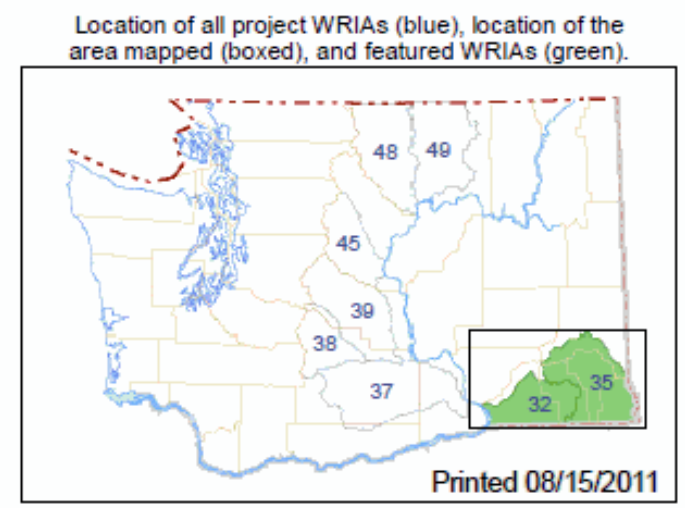 Location of all project WRIAs (blue), location of the
area mapped (boxed), and featured WRIAs (green).
48 49
45
39
38
37
35
32
Printed 08/15/2011